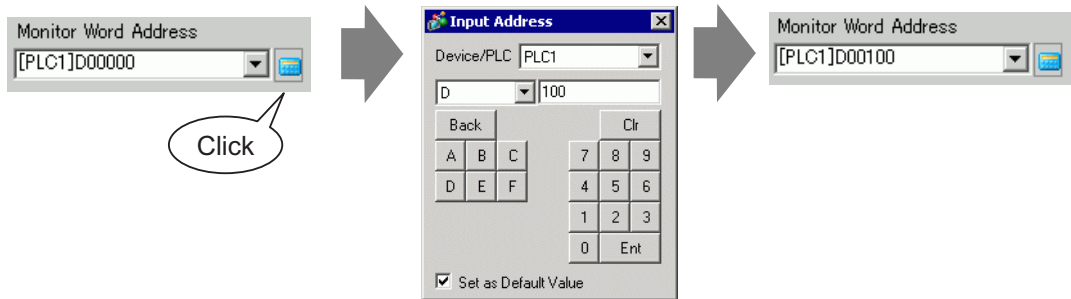 Monitor Word Address
[PLC1]D00000
Click
Input Address
Device/PLC PLC1
D 100
Back Clr
A B C 7 8 9
D E F 4 5 6
1 2 3
0 Ent
Set as Default Value
Monitor Word Address
[PLC1]D00100